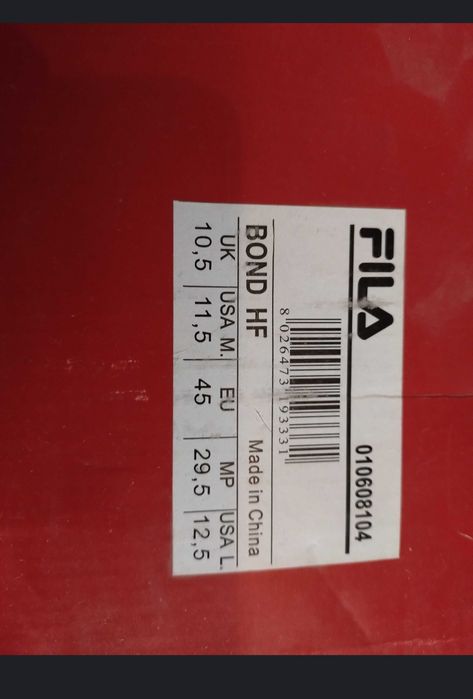 FILA 010608104
8 026473 193331
BOND HF Made in China
UK USA M. EU MP USA L.
10,5 11,5 45 29,5 12,5